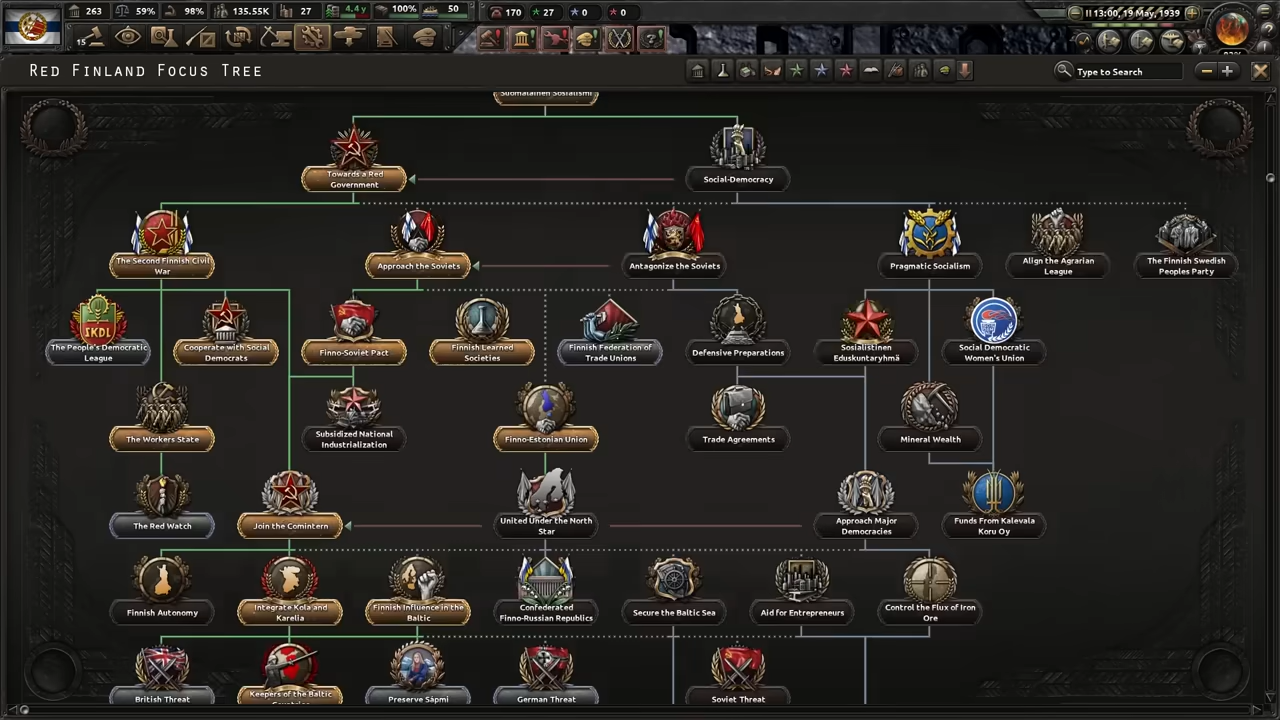 263
59%
98%
135.55K
27
4.4 y
100%
50
170
27
0
0
II 13:00, 19 May, 1939
15
RED FINLAND FOCUS TREE
Type to Search
Suomalainen Sosialismi
Towards a Red
Government
Social-Democracy
The Second Finnish Civil
War
Approach the Soviets
Antagonize the Soviets
Pragmatic Socialism
Align the Agrarian
League
The Finnish Swedish
Peoples Party
SKDL
The People's Democratic
League
Cooperate with Social
Democrats
Finno-Soviet Pact
Finnish Learned
Societies
Finnish Federation of
Trade Unions
Defensive Preparations
Sosialistinen
Eduskuntaryhmä
Social Democratic
Women's Union
The Workers State
Subsidized National
Industrialization
Finno-Estonian Union
Trade Agreements
Mineral Wealth
The Red Watch
Join the Comintern
United Under the North
Star
Approach Major
Democracies
Funds From Kalevala
Koru Oy
Finnish Autonomy
Integrate Kola and
Karelia
Finnish Influence in the
Baltic
Confederated
Finno-Russian Republics
Secure the Baltic Sea
Aid for Entrepreneurs
Control the Flux of Iron
Ore
British Threat
Keepers of the Baltic
Preserve Sápmi
German Threat
Soviet Threat